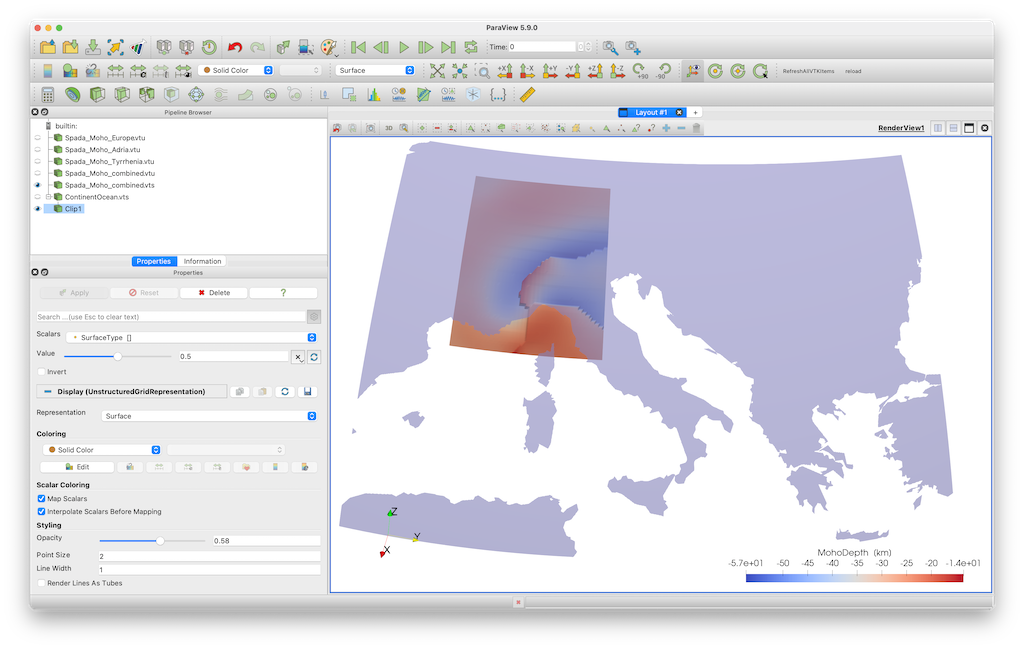 ParaView 5.9.0
Time: 0
Solid Color
Surface
+X
-X
+Y
-Y
+Z
-Z
+90
-90
RefreshAllVTKItems
reload
Pipeline Browser
Layout #1
+
builtin:
Spada_Moho_Europe.vtu
Spada_Moho_Adria.vtu
Spada_Moho_Tyrrhenia.vtu
Spada_Moho_combined.vtu
Spada_Moho_combined.vts
ContinentOcean.vts
Clip1
3D
RenderView1
Properties
Information
Properties
Apply
Reset
Delete
?
Search ...(use Esc to clear text)
Scalars
SurfaceType []
Value
0.5
Invert
Display (UnstructuredGridRepresentation)
Representation
Surface
Coloring
Solid Color
Edit
Scalar Coloring
Map Scalars
Interpolate Scalars Before Mapping
Styling
Opacity
0.58
Point Size
2
Line Width
1
Render Lines As Tubes
Z
Y
X
MohoDepth (km)
-5.7e+01 -50 -45 -40 -35 -30 -25 -20 -1.4e+01